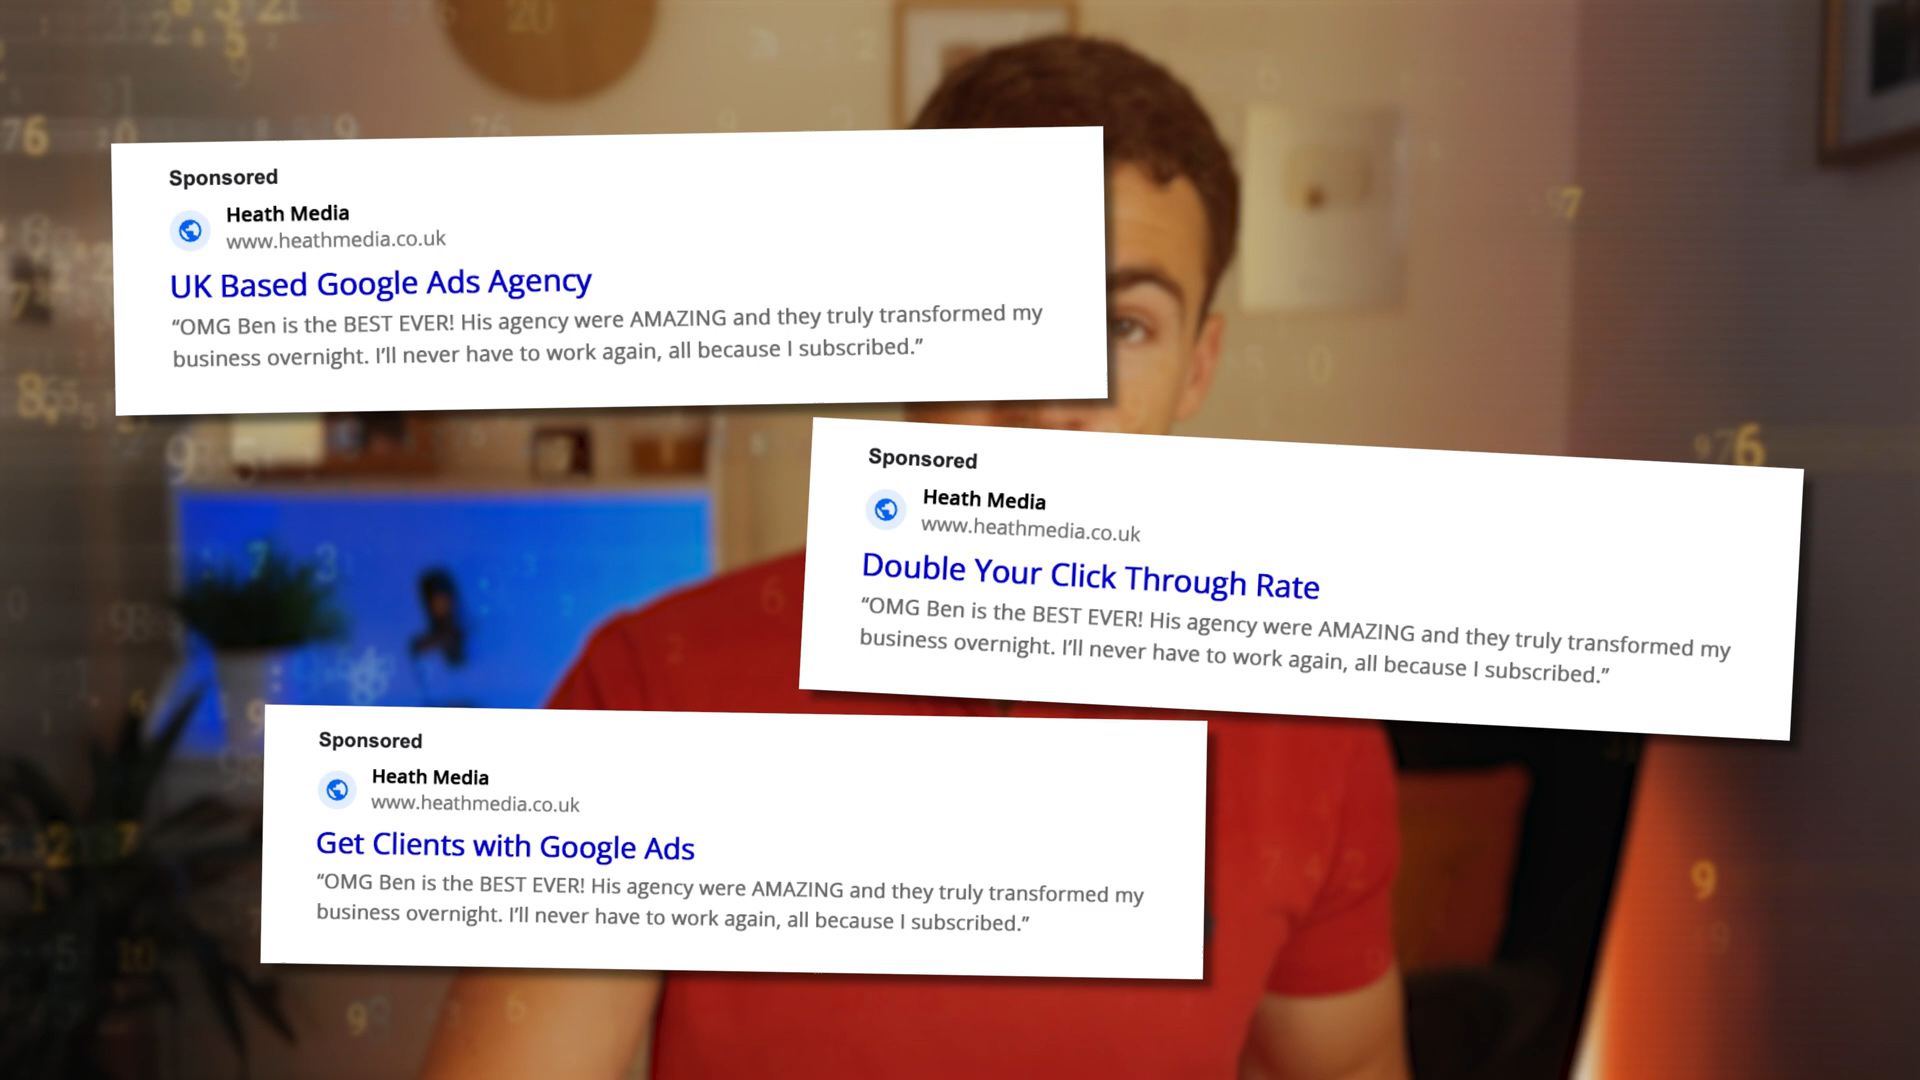 Sponsored
Heath Media
www.heathmedia.co.uk
UK Based Google Ads Agency
“OMG Ben is the BEST EVER! His agency were AMAZING and they truly transformed my
business overnight. I’ll never have to work again, all because I subscribed.”
Sponsored
Heath Media
www.heathmedia.co.uk
Double Your Click Through Rate
“OMG Ben is the BEST EVER! His agency were AMAZING and they truly transformed my
business overnight. I’ll never have to work again, all because I subscribed.”
Sponsored
Heath Media
www.heathmedia.co.uk
Get Clients with Google Ads
“OMG Ben is the BEST EVER! His agency were AMAZING and they truly transformed my
business overnight. I’ll never have to work again, all because I subscribed.”